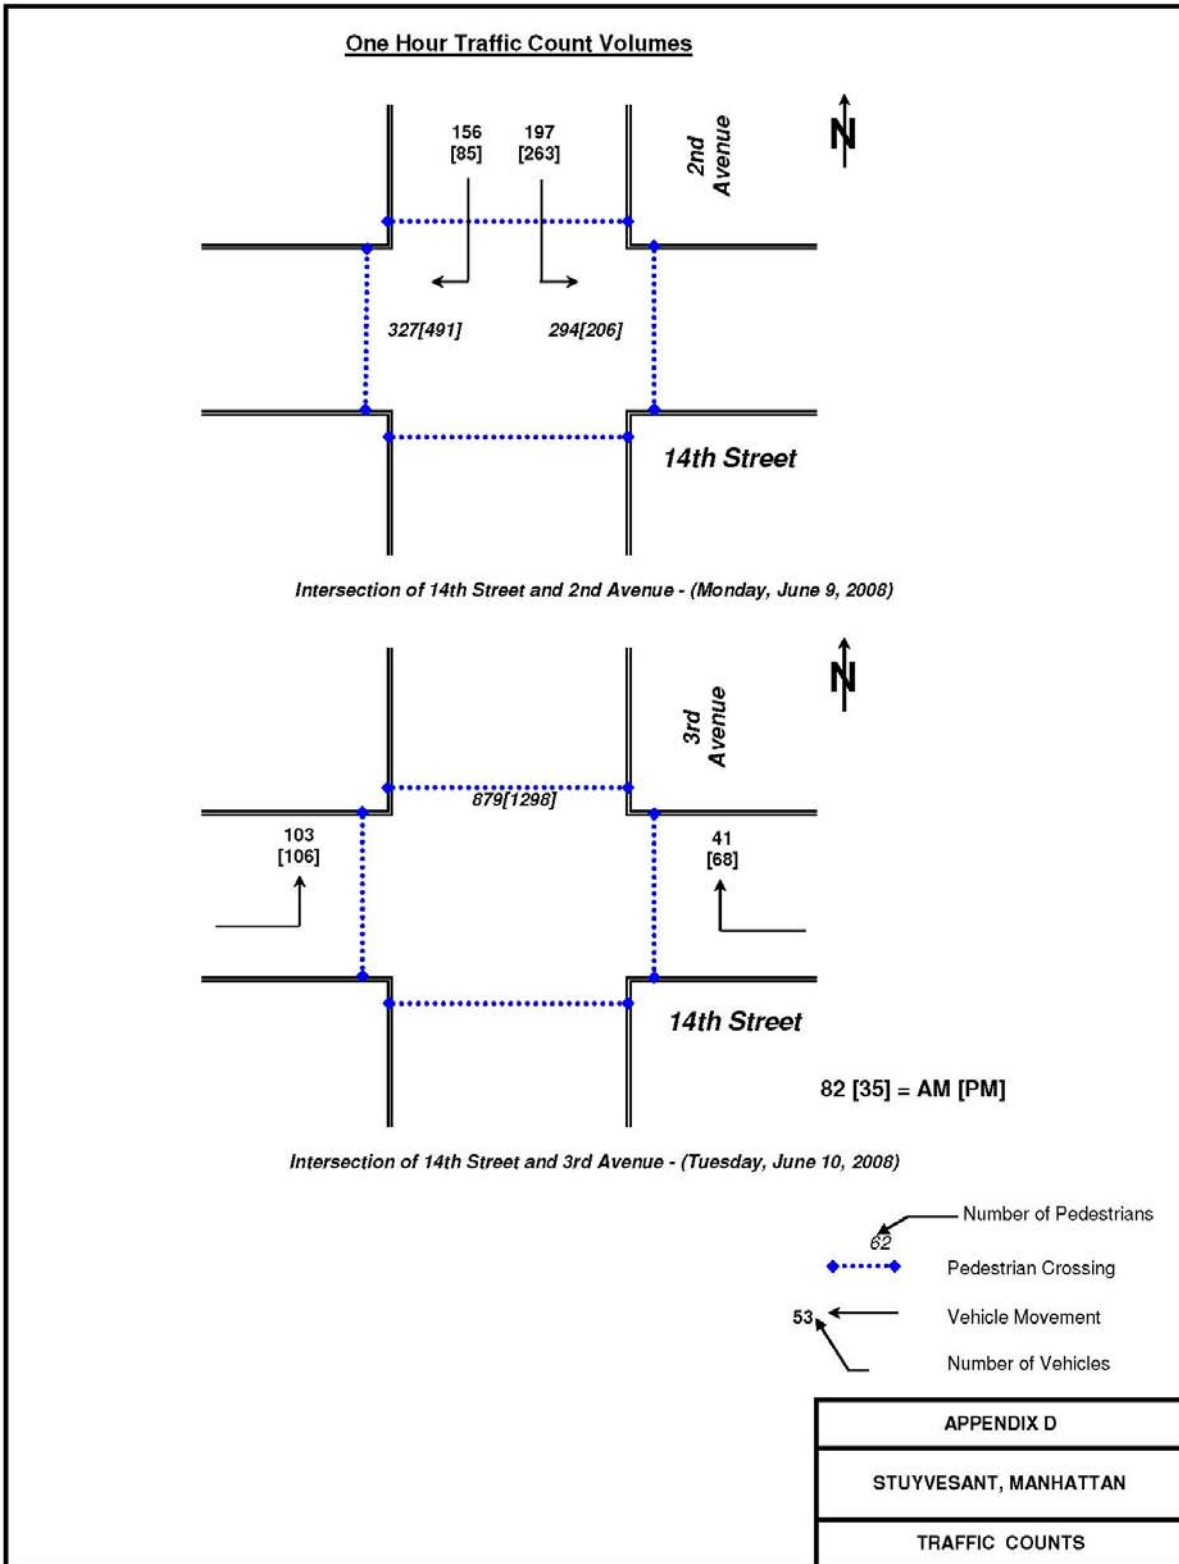 One Hour Traffic Count Volumes
156 197
[85] [263]
2nd
Avenue
N
327[491] 294[206]
14th Street
Intersection of 14th Street and 2nd Avenue - (Monday, June 9, 2008)
3rd
Avenue
N
879[1298]
103 41
[106] [68]
14th Street
82 [35] = AM [PM]
Intersection of 14th Street and 3rd Avenue - (Tuesday, June 10, 2008)
Number of Pedestrians
62
Pedestrian Crossing
53 Vehicle Movement
Number of Vehicles
APPENDIX D
STUYVESANT, MANHATTAN
TRAFFIC COUNTS